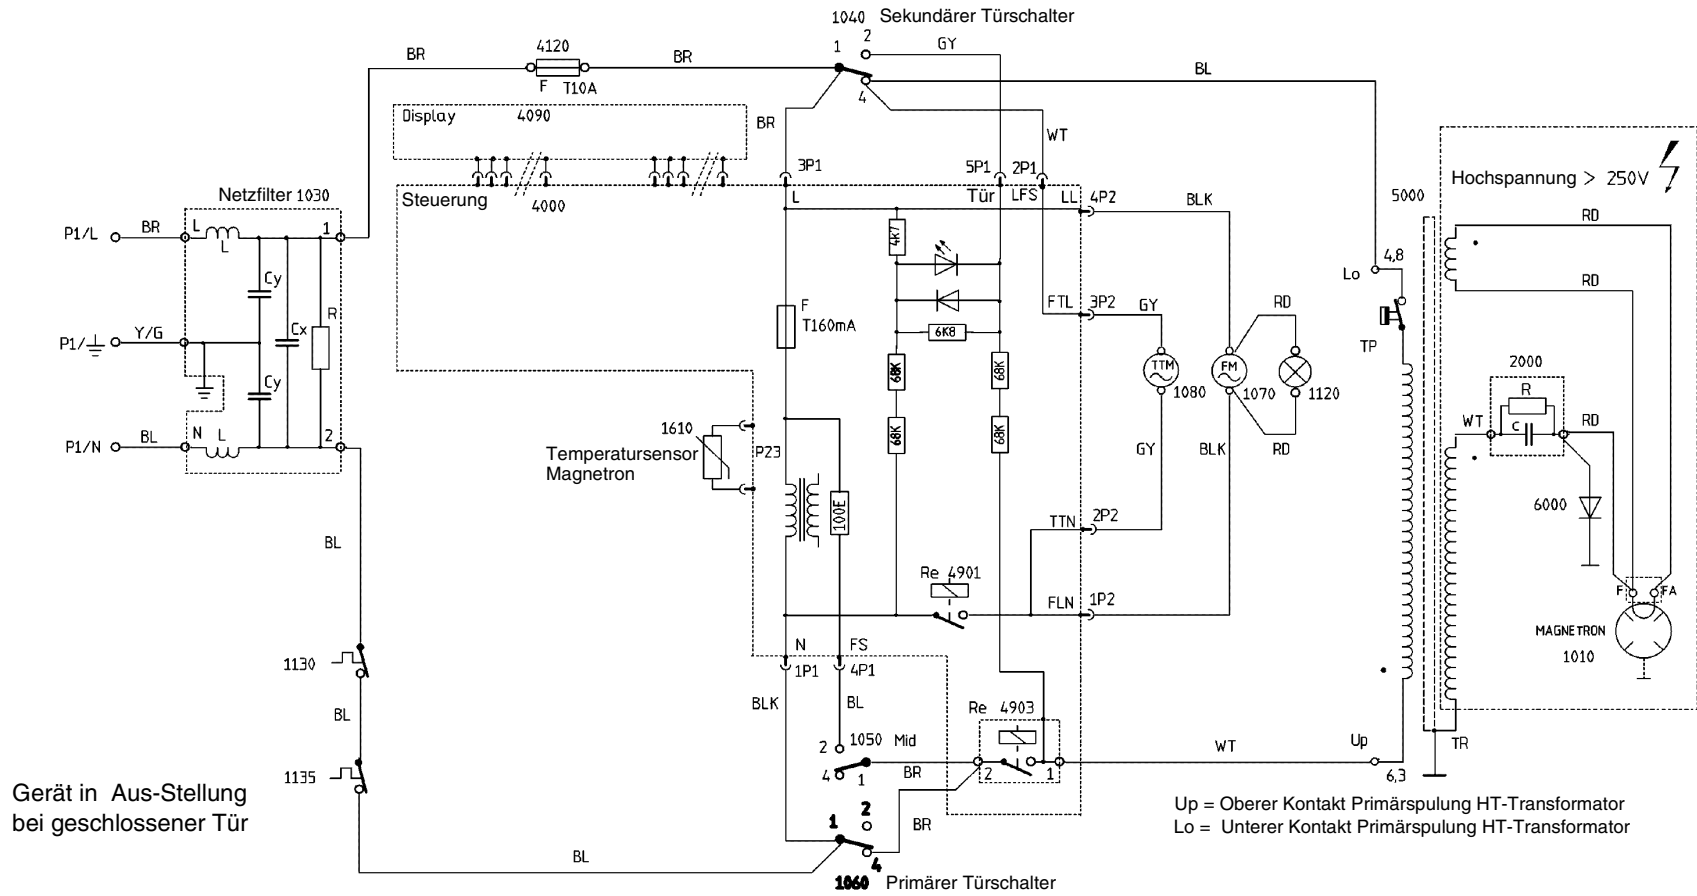 1040 Sekundärer Türschalter
BR
4120
F T10A
BR
1
2
4
GY
BL
Display 4090
BR
WT
3P1
5P1
2P1
Netzfilter 1030
Steuerung
4000
L
Tür
LFS
LL
4P2
BLK
5000
Hochspannung > 250V
RD
P1/L
BR
L
L
1
4K7
Lo
4,8
Cy
F
T160mA
FTL
3P2
GY
RD
RD
P1/
Y/G
Cx
R
6K8
TP
68K
68K
TTM
1080
FM
1070
1120
2000
R
C
WT
RD
Cy
P1/N
BL
N
L
2
1610
Temperatursensor
Magnetron
P23
68K
68K
GY
BLK
RD
100E
6000
BL
TTN
2P2
Re 4901
FLN
1P2
F
FA
MAGNETRON
1010
1130
N
FS
1P1
4P1
BL
BLK
BL
Re 4903
2
1050
Mid
4
1
BR
2
1
WT
Up
6,3
TR
1135
Gerät in Aus-Stellung
bei geschlossener Tür
Up = Oberer Kontakt Primärspulung HT-Transformator
Lo = Unterer Kontakt Primärspulung HT-Transformator
1
2
4
BR
BL
1060 Primärer Türschalter